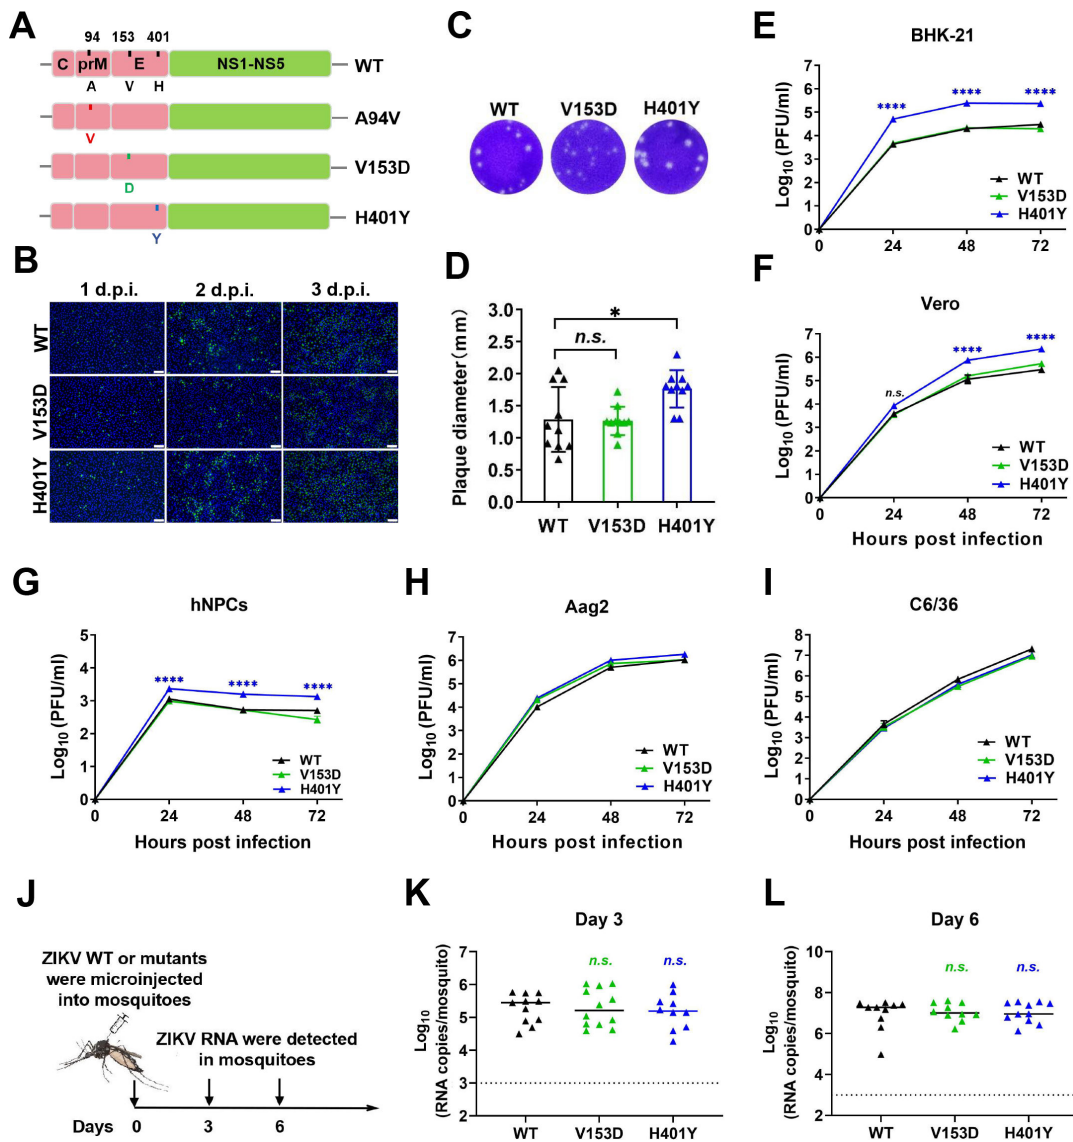 A
94 153 401
C prM E NS1-NS5 WT
A V H
A94V
V
V153D
D
H401Y
Y
B
1 d.p.i. 2 d.p.i. 3 d.p.i.
WT
V153D
H401Y
C
WT V153D H401Y
D
Plaque diameter (mm)
3.0
2.5
2.0
1.5
1.0
0.5
0.0
*
n.s.
WT V153D H401Y
E
BHK-21
Log10 (PFU/ml)
7
6
5
4
3
2
1
0
**** **** ****
WT
V153D
H401Y
0 24 48 72
F
Vero
Log10 (PFU/ml)
7
6
5
4
3
2
1
0
n.s. **** ****
WT
V153D
H401Y
0 24 48 72
Hours post infection
G
hNPCs
Log10 (PFU/ml)
5
4
3
2
1
0
**** **** ****
WT
V153D
H401Y
0 24 48 72
Hours post infection
H
Aag2
Log10 (PFU/ml)
7
6
5
4
3
2
1
0
WT
V153D
H401Y
0 24 48 72
Hours post infection
I
C6/36
Log10 (PFU/ml)
8
7
6
5
4
3
2
1
0
WT
V153D
H401Y
0 24 48 72
Hours post infection
J
ZIKV WT or mutants
were microinjected
into mosquitoes
ZIKV RNA were detected
in mosquitoes
Days 0 3 6
K
Day 3
Log10
(RNA copies/mosquito)
7
6
5
4
3
2
n.s. n.s.
WT V153D H401Y
L
Day 6
Log10
(RNA copies/mosquito)
10
8
6
4
2
n.s. n.s.
WT V153D H401Y